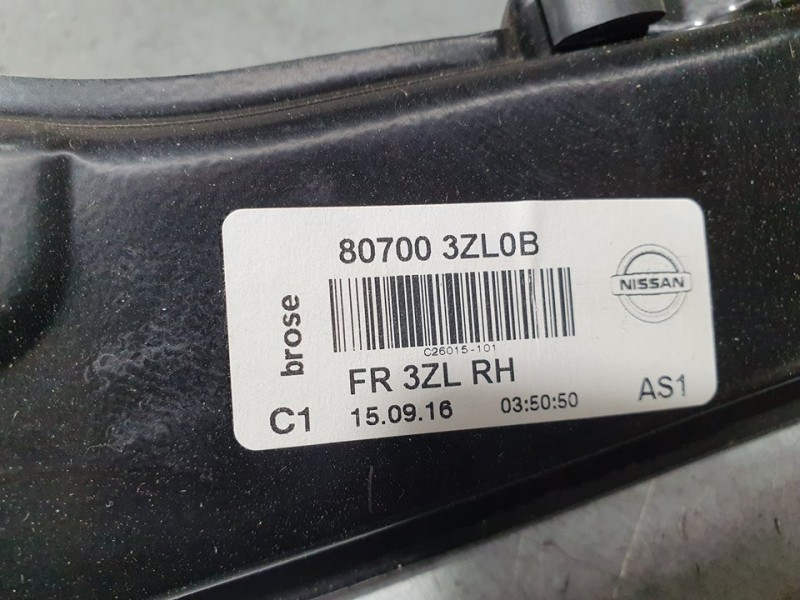 80700 3ZL0B
NISSAN
brose
C26015-101
FR 3ZL RH
C1 15.09.16 03:50:50 AS1